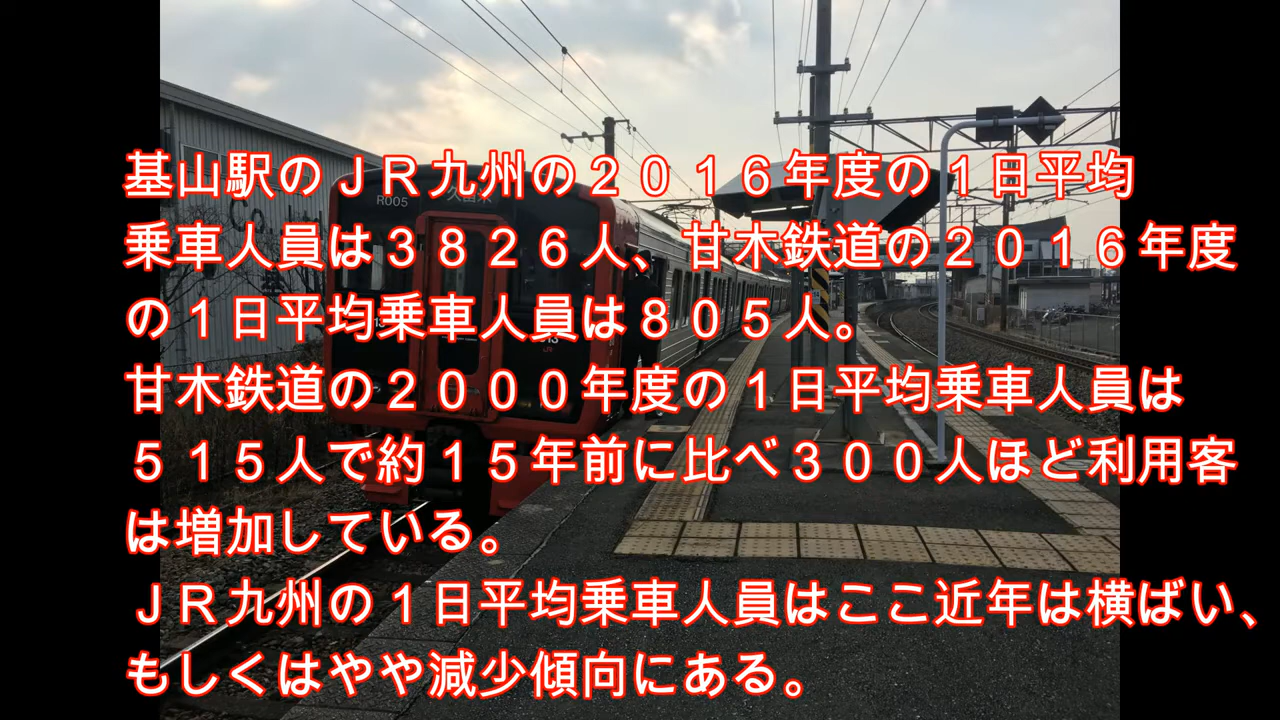 基山駅のＪＲ九州の２０１６年度の１日平均
乗車人員は３８２６人、甘木鉄道の２０１６年度
の１日平均乗車人員は８０５人。
甘木鉄道の２０００年度の１日平均乗車人員は
５１５人で約１５年前に比べ３００人ほど利用客
は増加している。
ＪＲ九州の１日平均乗車人員はここ近年は横ばい、
もしくはやや減少傾向にある。
R005
久留米
Co., Ltd.